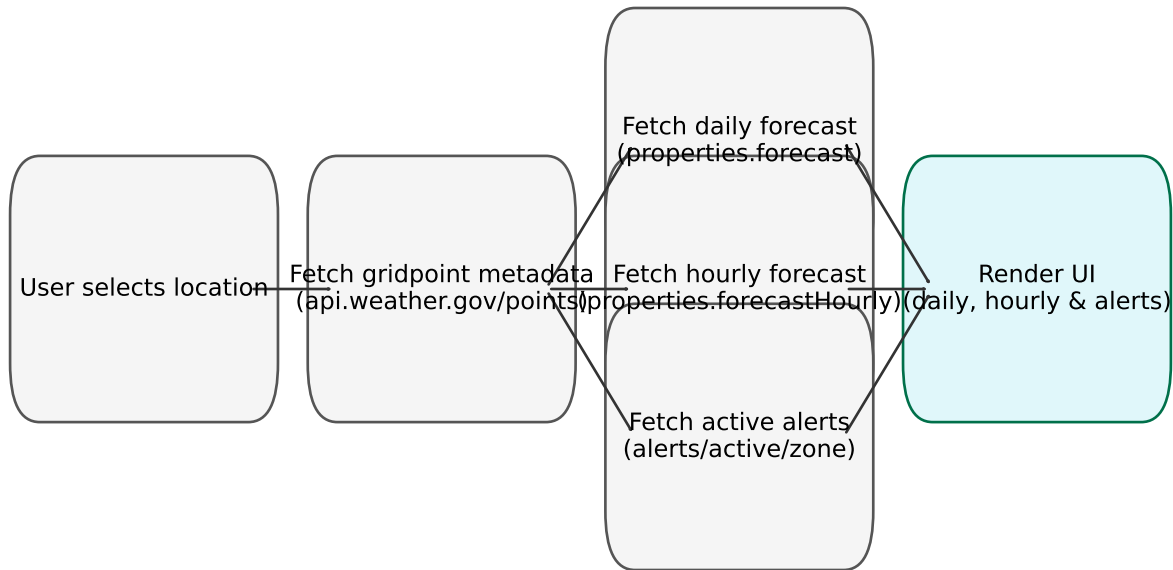 User selects location
Fetch gridpoint metadata
(api.weather.gov/points)
Fetch daily forecast
(properties.forecast)
Fetch hourly forecast
(properties.forecastHourly)
Fetch active alerts
(alerts/active/zone)
Render UI
(daily, hourly & alerts)